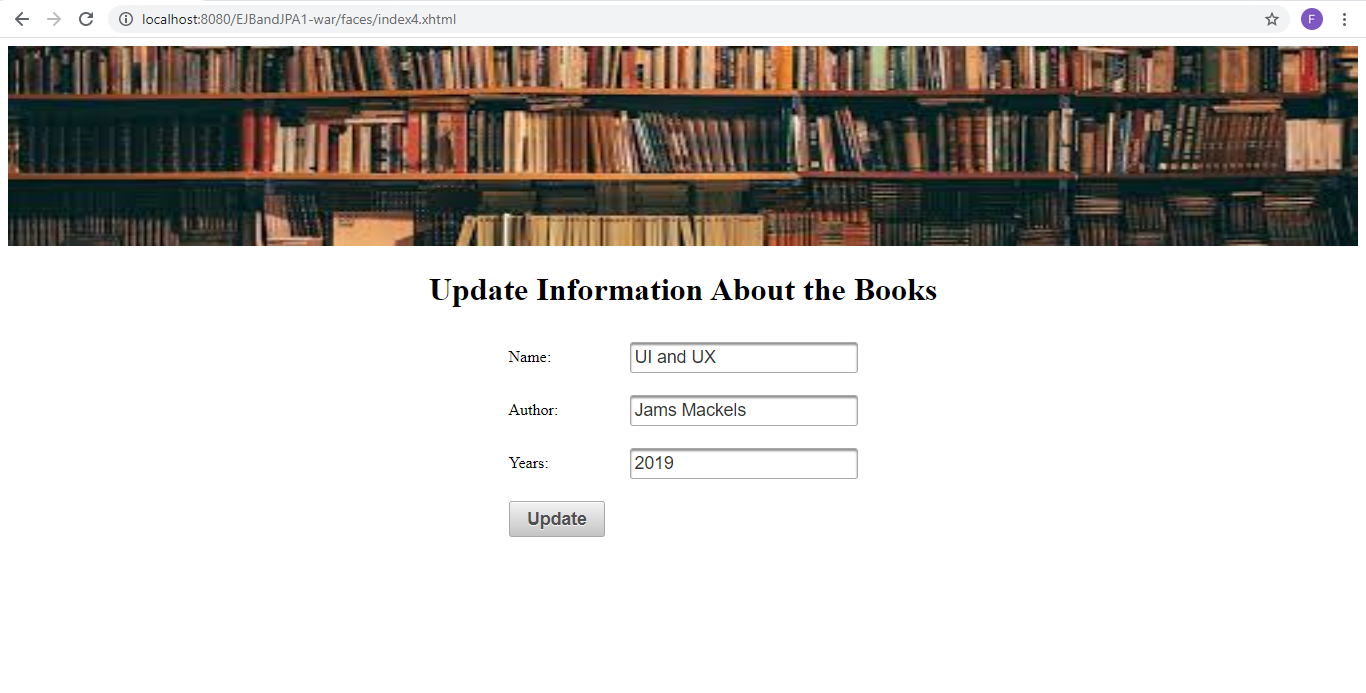 localhost:8080/EJBandJPA1-war/faces/index4.xhtml
F
Update Information About the Books
Name: UI and UX
Author: Jams Mackels
Years: 2019
Update